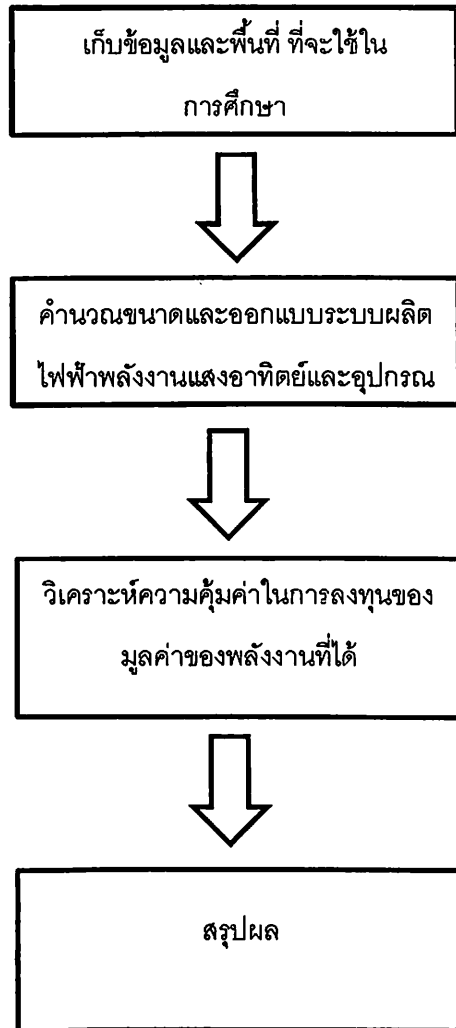 เก็บข้อมูลและพื้นที่ ที่จะใช้ใน
การศึกษา
คำนวณขนาดและออกแบบระบบผลิต
ไฟฟ้าพลังงานแสงอาทิตย์และอุปกรณ
วิเคราะห์ความคุ้มค่าในการลงทุนของ
มูลค่าของพลังงานที่ได้
สรุปผล